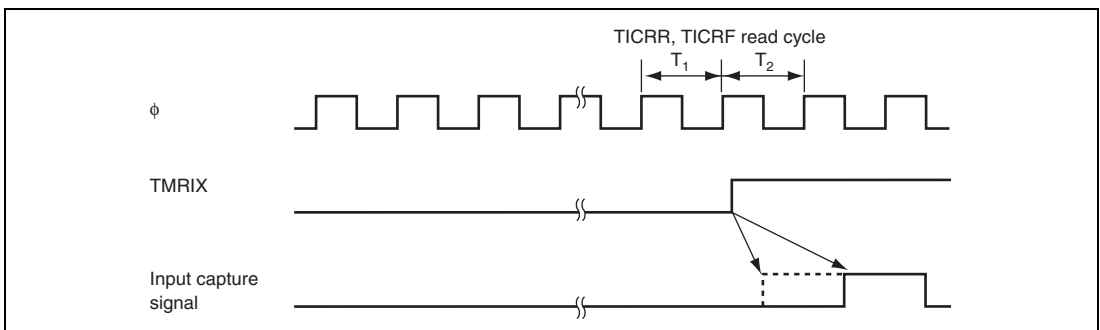 TICRR, TICRF read cycle
T₁ T₂
ϕ
TMRIX
Input capture
signal